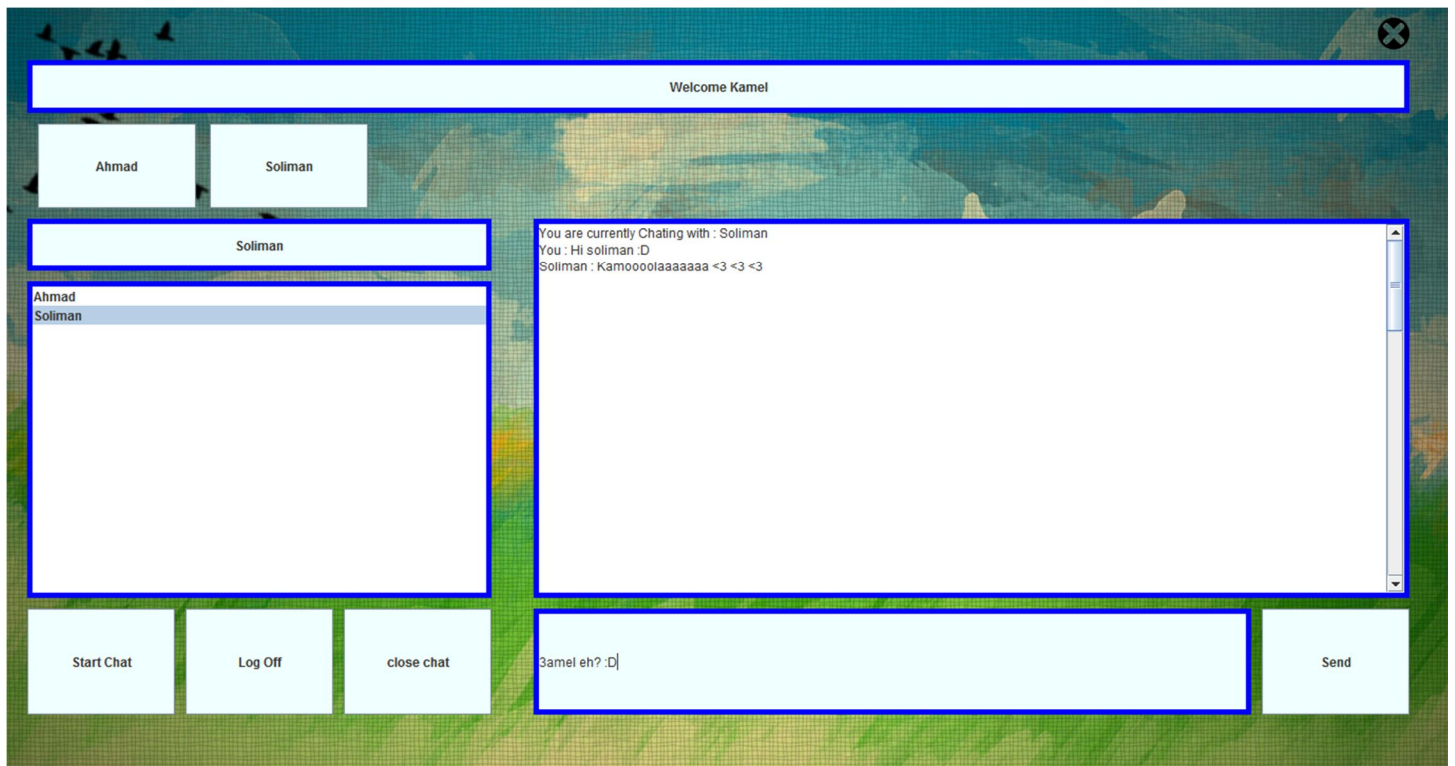 Welcome Kamel
Ahmad
Soliman
Soliman
Ahmad
Soliman
You are currently Chating with : Soliman
You : Hi soliman :D
Soliman : Kamoooolaaaaaaa <3 <3 <3
Start Chat
Log Off
close chat
3amel eh? :D
Send